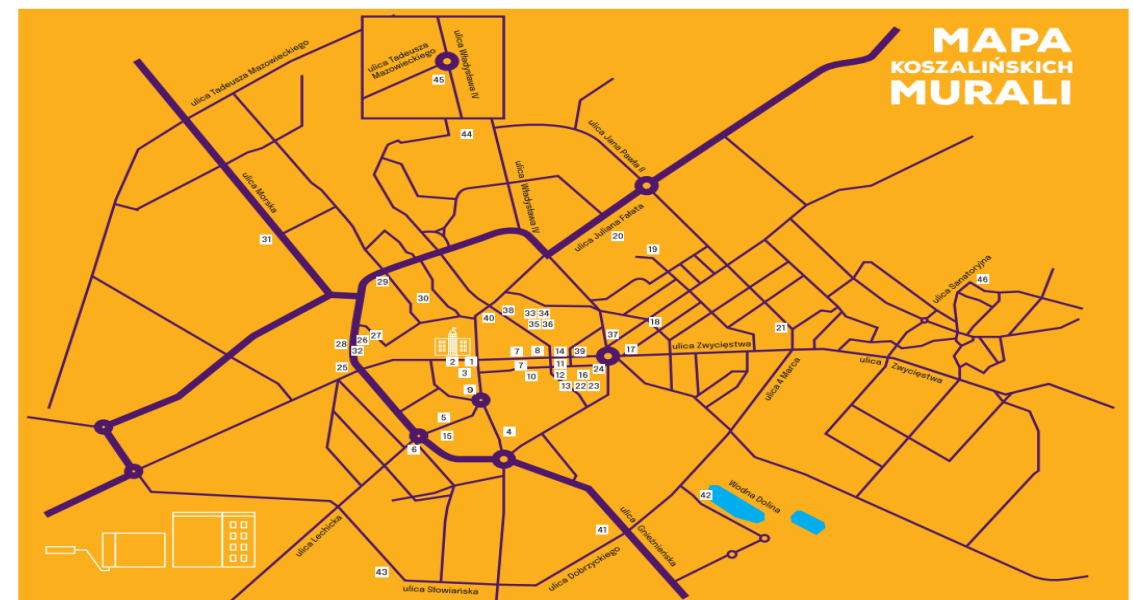 MAPA
KOSZALIŃSKICH
MURALI
ulica Tadeusza Mazowieckiego
ulica Tadeusza
Mazowieckiego
ulica Władysława IV
45
44
ulica Jana Pawła II
ulica Władysława IV
ulica Morska
ulica Juliana Fałata
31
20
19
29
30
ulica Sanatoryjna
46
38
33 34
40
35 36
18
21
37
27
26
28
32
25
2
1
3
7
8
14
39
17
ulica Zwycięstwa
7
11
24
10
12
16
13 22 23
ulica Zwycięstwa
ulica 4 Marca
9
5
15
6
4
42
Wodna Dolina
41
ulica Gnieźnieńska
ulica Lechicka
43
ulica Słowiańska
ulica Dobrzyckiego